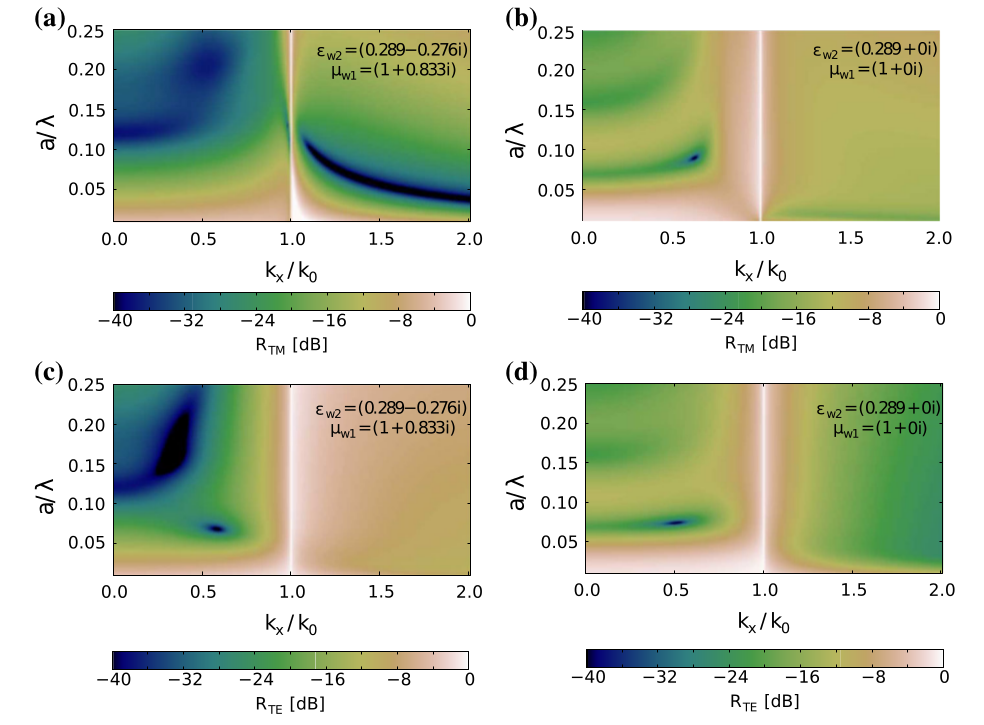 (a)
(b)
0.25
0.20
0.15
0.10
0.05
a/λ
ε_w2=(0.289−0.276i)
μ_w1=(1+0.833i)
0.0 0.5 1.0 1.5 2.0
k_x/k_0
−40 −32 −24 −16 −8 0
R_TM [dB]
0.25
0.20
0.15
0.10
0.05
a/λ
ε_w2=(0.289+0i)
μ_w1=(1+0i)
0.0 0.5 1.0 1.5 2.0
k_x/k_0
−40 −32 −24 −16 −8 0
R_TM [dB]
(c)
(d)
0.25
0.20
0.15
0.10
0.05
a/λ
ε_w2=(0.289−0.276i)
μ_w1=(1+0.833i)
0.0 0.5 1.0 1.5 2.0
k_x/k_0
−40 −32 −24 −16 −8 0
R_TE [dB]
0.25
0.20
0.15
0.10
0.05
a/λ
ε_w2=(0.289+0i)
μ_w1=(1+0i)
0.0 0.5 1.0 1.5 2.0
k_x/k_0
−40 −32 −24 −16 −8 0
R_TE [dB]